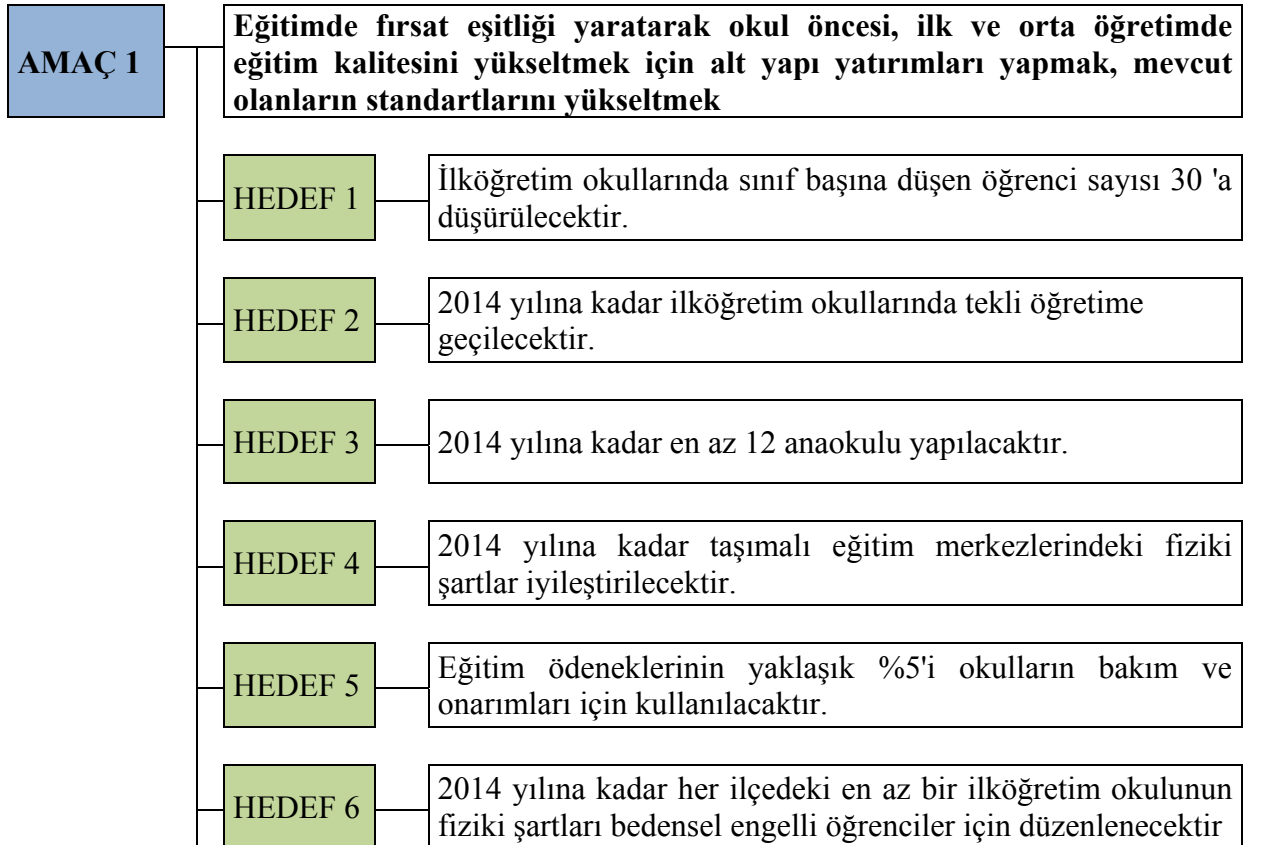 AMAÇ 1
Eğitimde fırsat eşitliği yaratarak okul öncesi, ilk ve orta öğretimde
eğitim kalitesini yükseltmek için alt yapı yatırımları yapmak, mevcut
olanların standartlarını yükseltmek
HEDEF 1
İlköğretim okullarında sınıf başına düşen öğrenci sayısı 30 'a
düşürülecektir.
HEDEF 2
2014 yılına kadar ilköğretim okullarında tekli öğretime
geçilecektir.
HEDEF 3
2014 yılına kadar en az 12 anaokulu yapılacaktır.
HEDEF 4
2014 yılına kadar taşımalı eğitim merkezlerindeki fiziki
şartlar iyileştirilecektir.
HEDEF 5
Eğitim ödeneklerinin yaklaşık %5'i okulların bakım ve
onarımları için kullanılacaktır.
HEDEF 6
2014 yılına kadar her ilçedeki en az bir ilköğretim okulunun
fiziki şartları bedensel engelli öğrenciler için düzenlenecektir